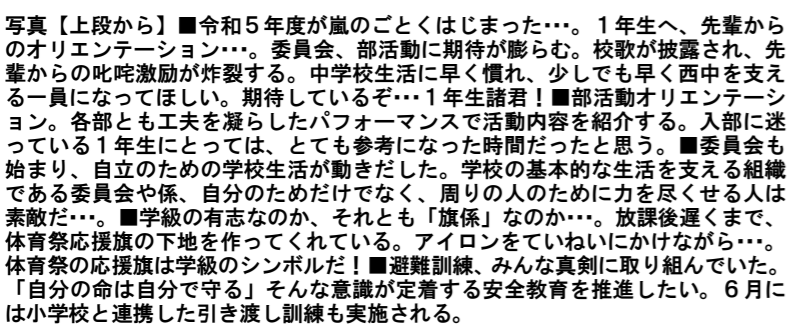 写真【上段から】■令和5年度が嵐のごとくはじまった・・・。1年生へ、先輩から
のオリエンテーション・・・。委員会、部活動に期待が膨らむ。校歌が披露され、先
輩からの叱咤激励が炸裂する。中学校生活に早く慣れ、少しでも早く西中を支え
る一員になってほしい。期待しているぞ・・・1年生諸君!■部活動オリエンテーシ
ョン。各部とも工夫を凝らしたパフォーマンスで活動内容を紹介する。入部に迷
っている1年生にとっては、とても参考になった時間だったと思う。■委員会も
始まり、自立のための学校生活が動きだした。学校の基本的な生活を支える組織
である委員会や係、自分のためだけでなく、周りの人のために力を尽くせる人は
素敵だ・・・。■学級の有志なのか、それとも「旗係」なのか・・・。放課後遅くまで、
体育祭応援旗の下地を作ってくれている。アイロンをていねいにかけながら・・・。
体育祭の応援旗は学級のシンボルだ!■避難訓練、みんな真剣に取り組んでいた。
「自分の命は自分で守る」そんな意識が定着する安全教育を推進したい。6月に
は小学校と連携した引き渡し訓練も実施される。